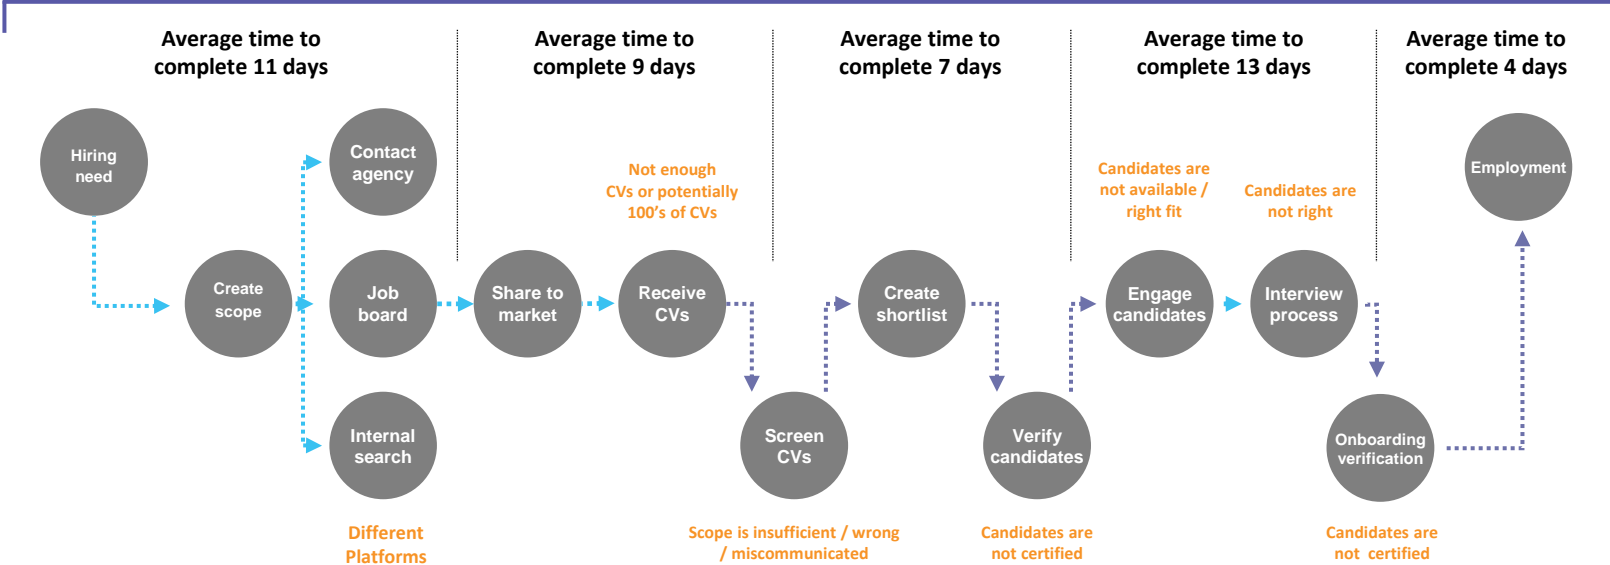 Average time to
complete 11 days
Average time to
complete 9 days
Average time to
complete 7 days
Average time to
complete 13 days
Average time to
complete 4 days
Hiring
need
Contact
agency
Not enough
CVs or potentially
100's of CVs
Candidates are
not available /
right fit
Candidates are
not right
Employment
Create
scope
Job
board
Share to
market
Receive
CVs
Create
shortlist
Engage
candidates
Interview
process
Internal
search
Screen
CVs
Verify
candidates
Onboarding
verification
Different
Platforms
Scope is insufficient / wrong
/ miscommunicated
Candidates are
not certified
Candidates are
not certified